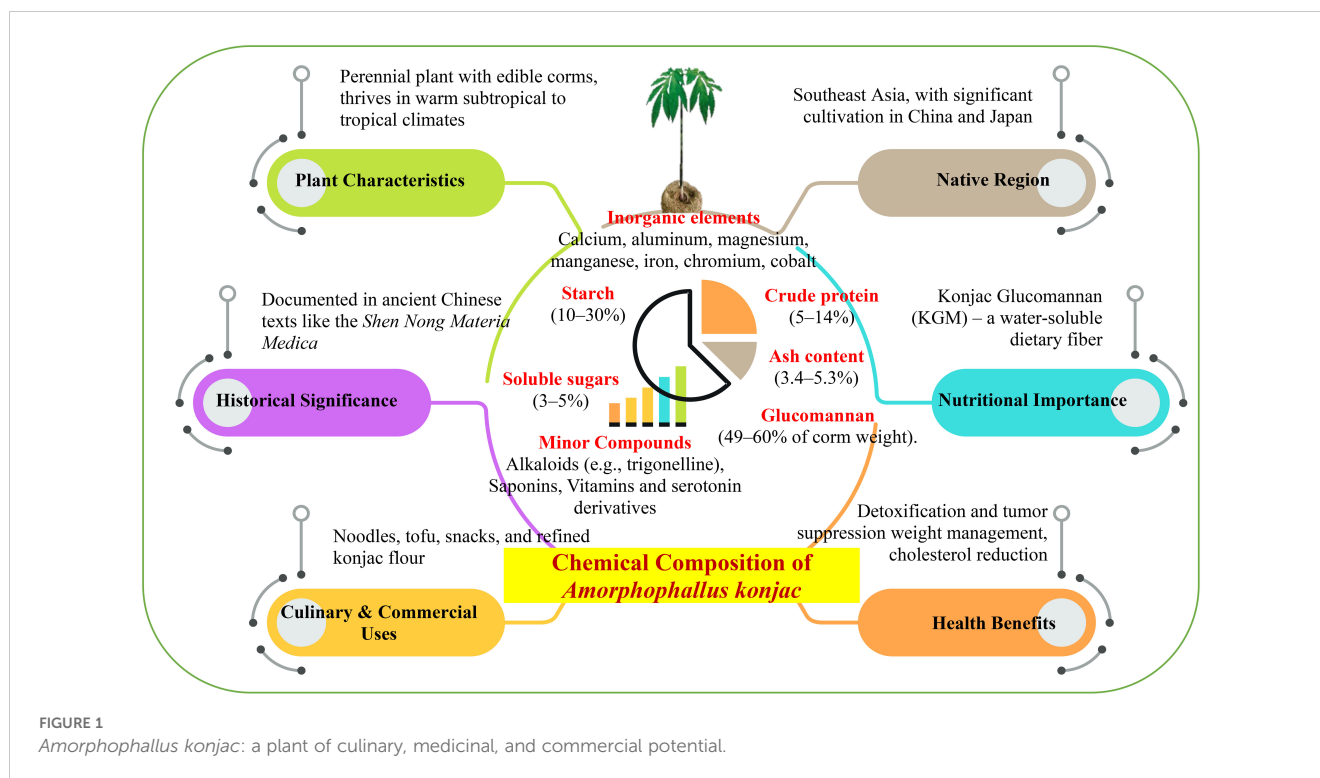 Perennial plant with edible corms,
thrives in warm subtropical to
tropical climates
Plant Characteristics
Southeast Asia, with significant
cultivation in China and Japan
Native Region
Documented in ancient Chinese
texts like the Shen Nong Materia
Medica
Historical Significance
Konjac Glucomannan
(KGM) – a water-soluble
dietary fiber
Nutritional Importance
Noodles, tofu, snacks, and refined
konjac flour
Culinary & Commercial
Uses
Detoxification and tumor
suppression weight management,
cholesterol reduction
Health Benefits
Inorganic elements
Calcium, aluminum, magnesium,
manganese, iron, chromium, cobalt
Starch
(10–30%)
Crude protein
(5–14%)
Ash content
(3.4–5.3%)
Soluble sugars
(3–5%)
Glucomannan
(49–60% of corm weight).
Minor Compounds
Alkaloids (e.g., trigonelline),
Saponins, Vitamins and serotonin
derivatives
Chemical Composition of
Amorphophallus konjac
FIGURE 1
Amorphophallus konjac: a plant of culinary, medicinal, and commercial potential.